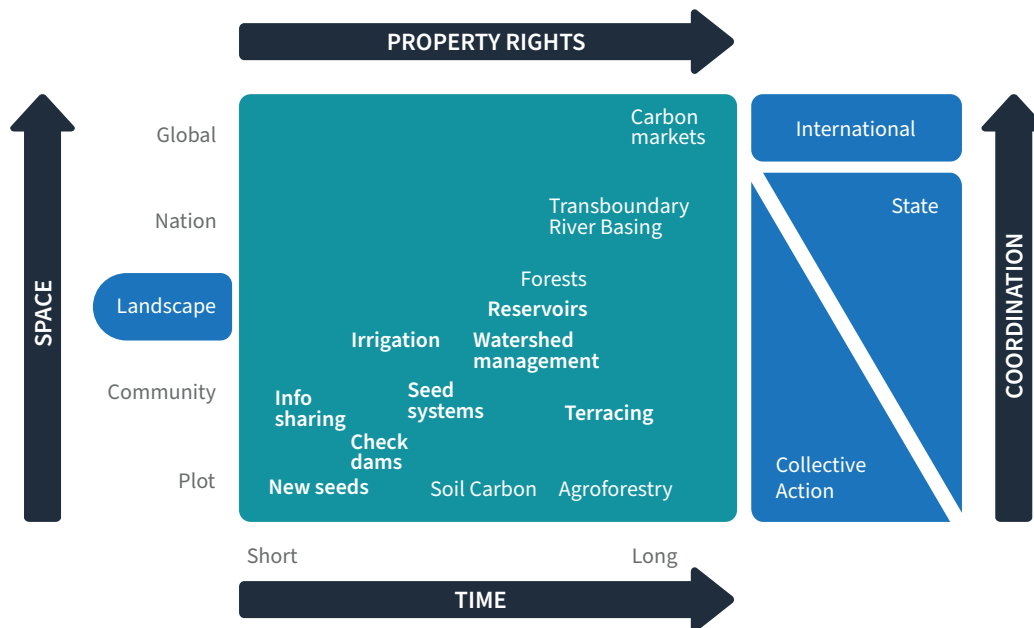 PROPERTY RIGHTS
SPACE
Global
Nation
Landscape
Community
Plot
Carbon
markets
Transboundary
River Basing
Forests
Reservoirs
Irrigation
Watershed
management
Info
sharing
Seed
systems
Terracing
Check
dams
New seeds
Soil Carbon
Agroforestry
International
State
Collective
Action
COORDINATION
Short
Long
TIME